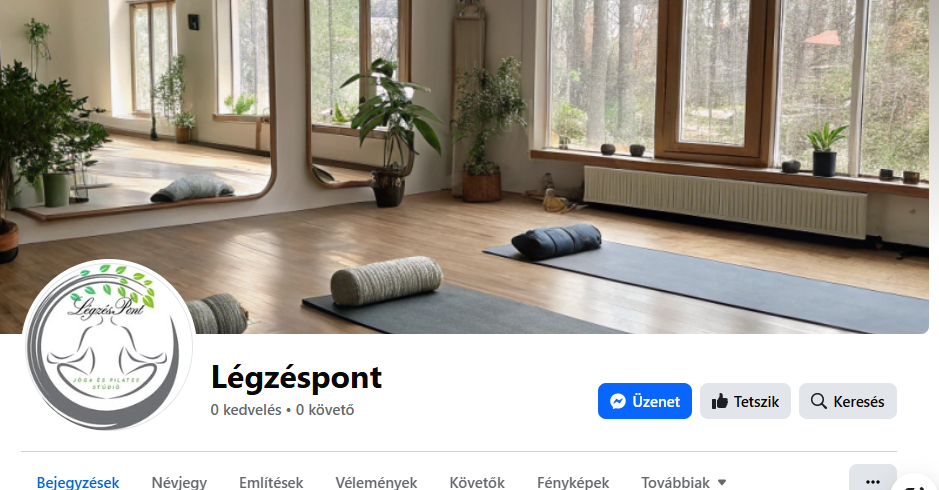 LégzésPont
JÓGA ÉS PILATES
STÚDIÓ
Légzéspont
0 kedvelés • 0 követő
Üzenet
Tetszik
Keresés
Bejegyzések
Névjegy
Említések
Vélemények
Követők
Fényképek
Továbbiak